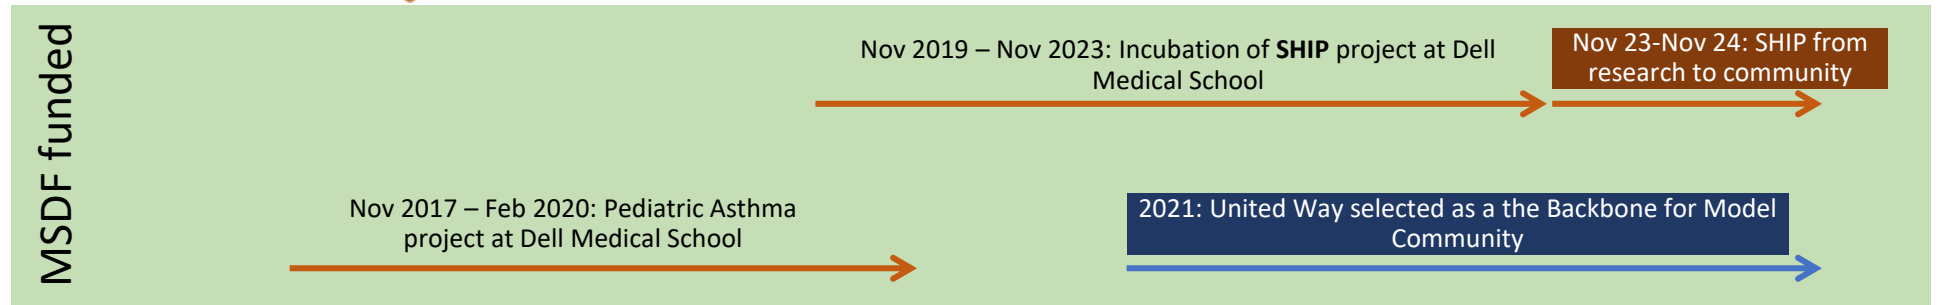 MSDF funded
Nov 2019 – Nov 2023: Incubation of SHIP project at Dell
Medical School
Nov 23-Nov 24: SHIP from
research to community
Nov 2017 – Feb 2020: Pediatric Asthma
project at Dell Medical School
2021: United Way selected as a the Backbone for Model
Community